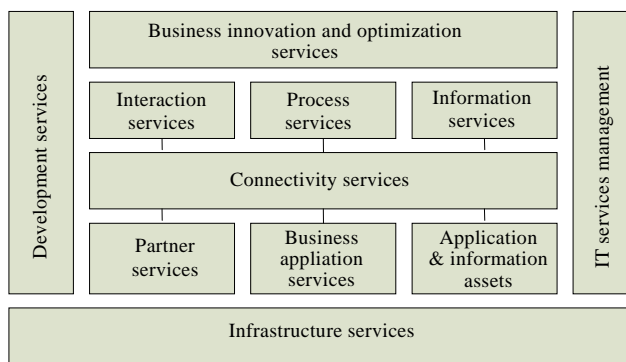 Business innovation and optimization
services
Development services
IT services management
Interaction
services
Process
services
Information
services
Connectivity services
Partner
services
Business
appliation
services
Application
& information
assets
Infrastructure services